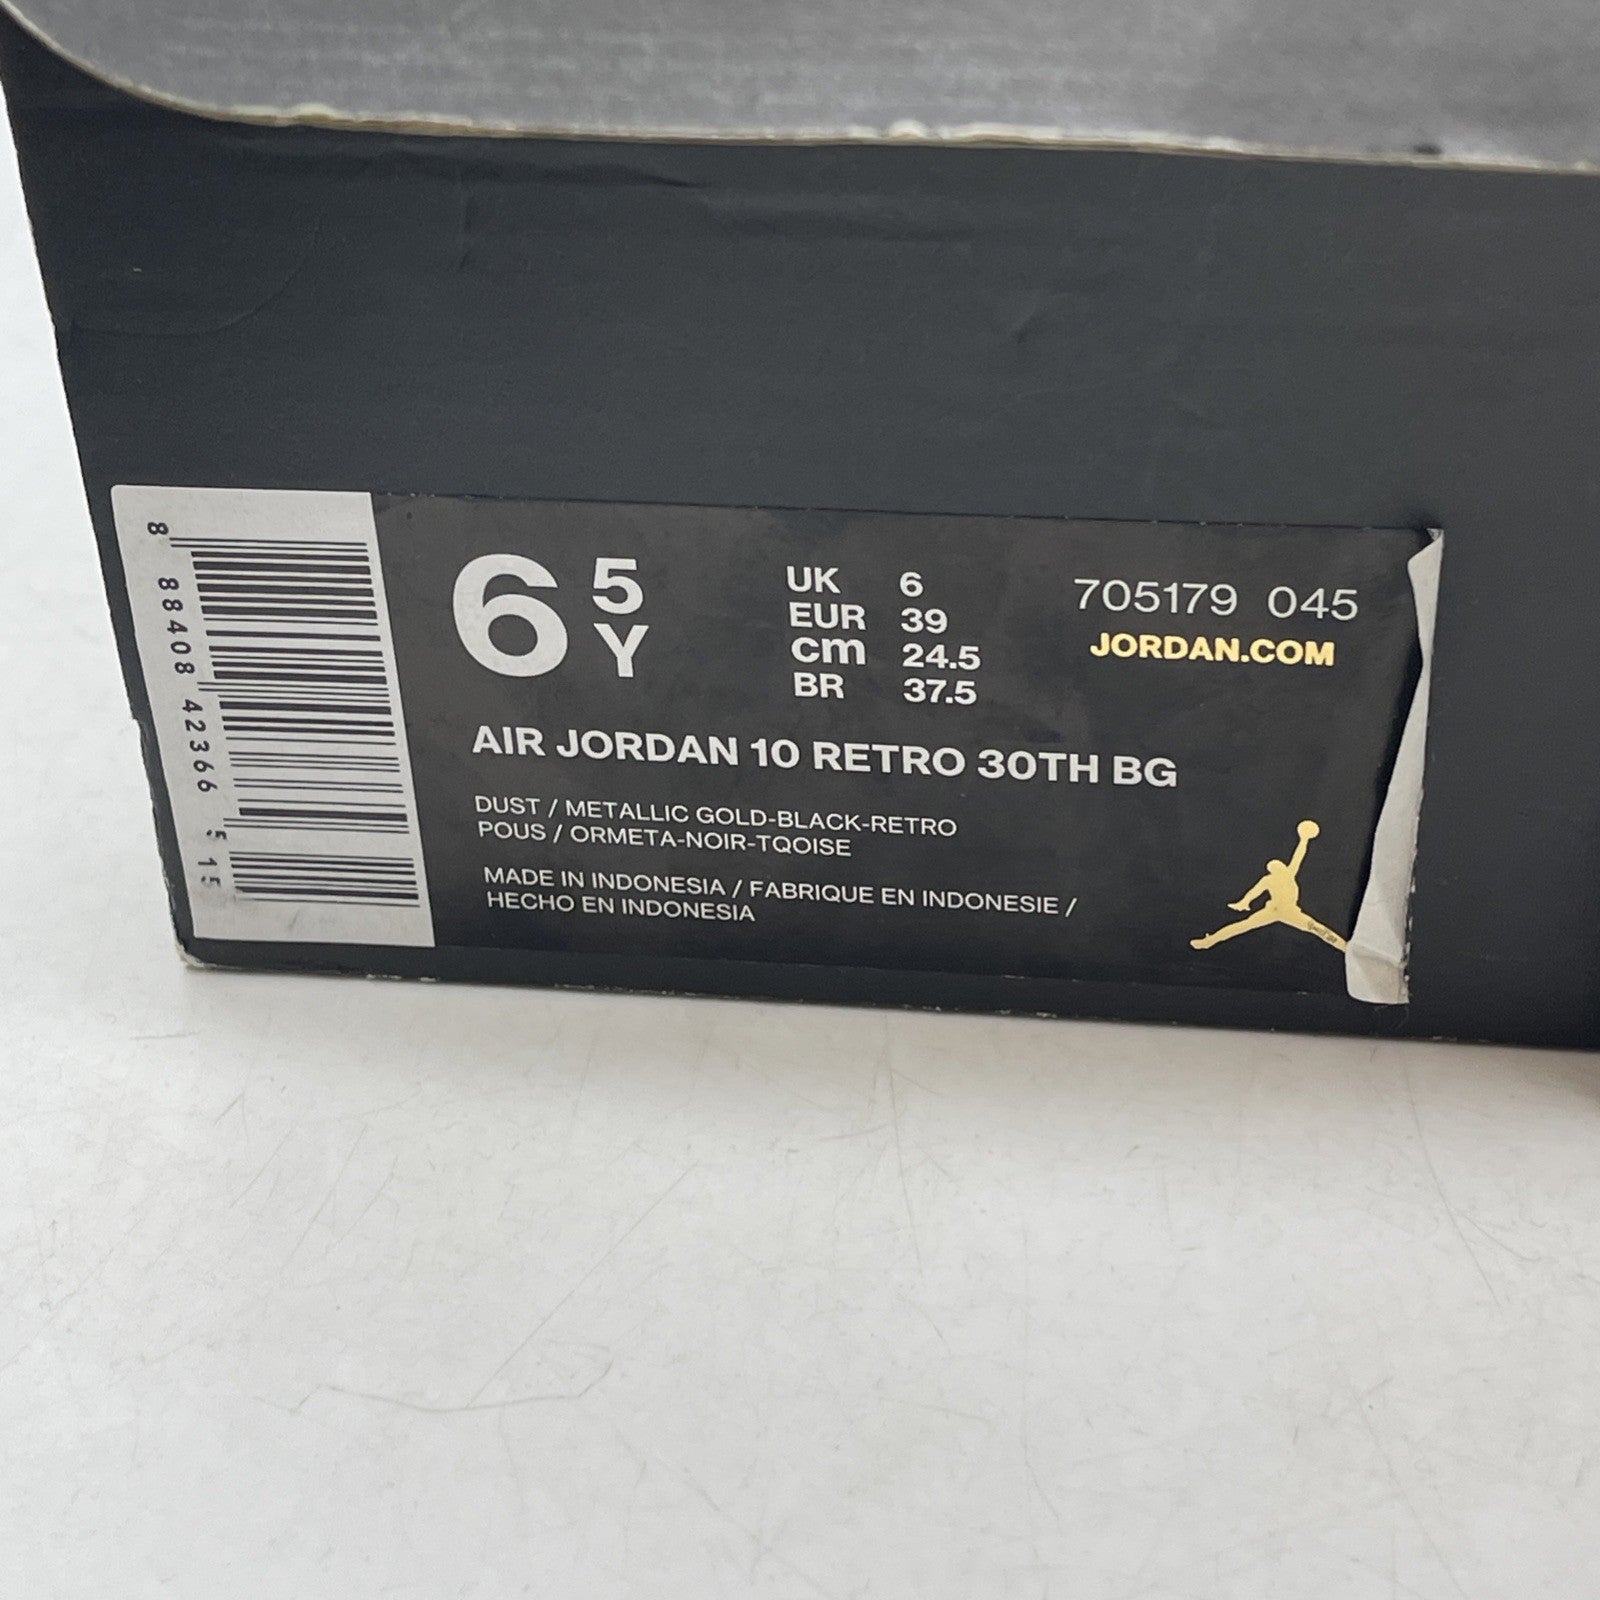 8 88408 42366 5 15
6 5 Y
UK 6
EUR 39
cm 24.5
BR 37.5
705179 045
JORDAN.COM
AIR JORDAN 10 RETRO 30TH BG
DUST / METALLIC GOLD-BLACK-RETRO
POUS / ORMETA-NOIR-TQOISE
MADE IN INDONESIA / FABRIQUE EN INDONESIE /
HECHO EN INDONESIA